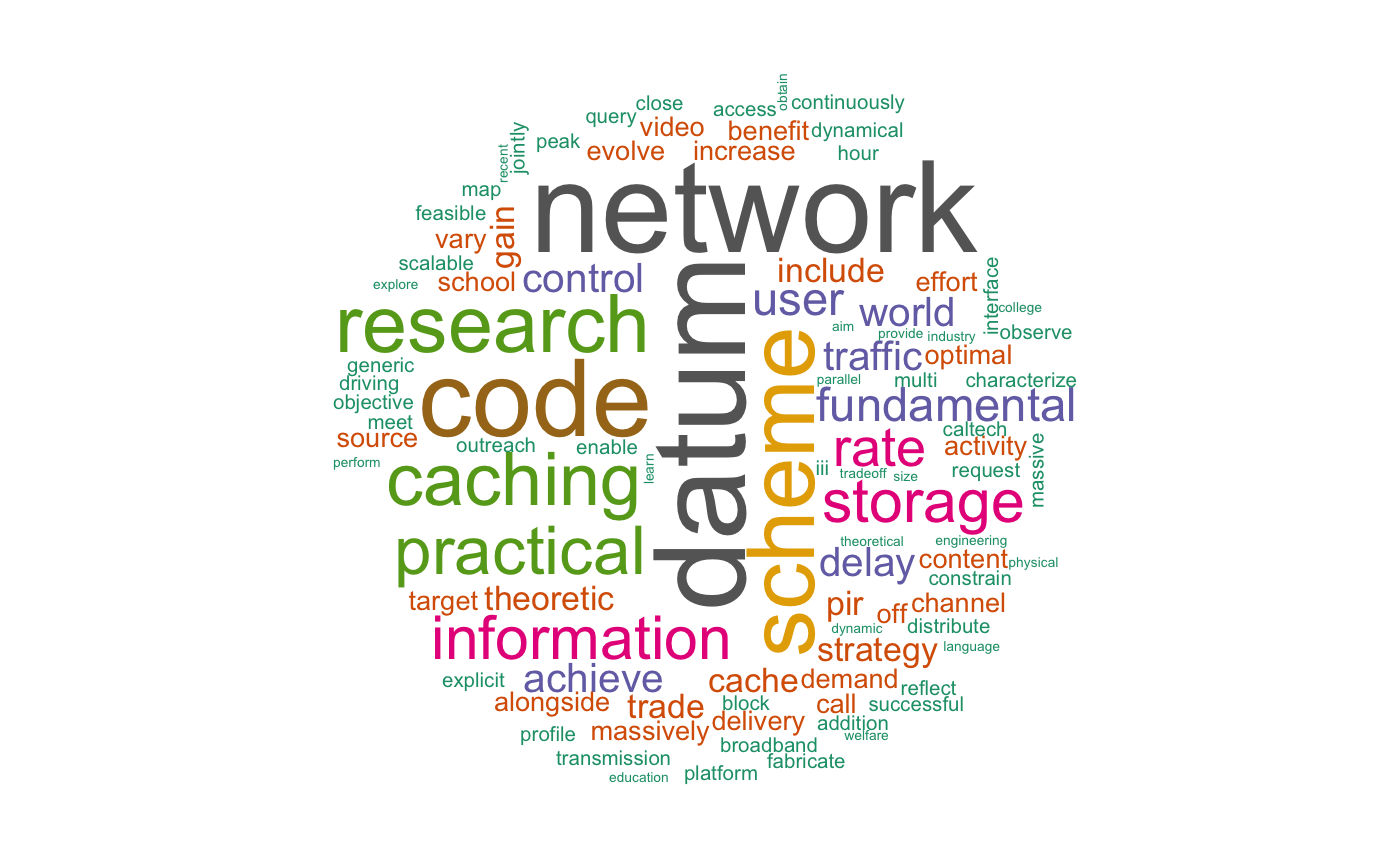 obtain
close
access
continuously
query
video
benefit
dynamical
jointly
peak
evolve
increase
hour
recent
map
network
feasible
gain
vary
scalable
school
control
include
effort
interface
explore
user
world
college
research
datum
aim
provide
industry
observe
scheme
traffic
optimal
generic
driving
code
parallel
multi
characterize
objective
fundamental
meet
source
caltech
outreach
enable
rate
activity
massive
perform
caching
learn
iii
tradeoff
size
request
storage
practical
theoretical
engineering
delay
content
physical
constrain
target
theoretic
pir
off
channel
information
dynamic
distribute
strategy
language
explicit
achieve
cache
demand
reflect
alongside
trade
block
call
successful
massively
delivery
addition
profile
broadband
welfare
transmission
fabricate
education
platform